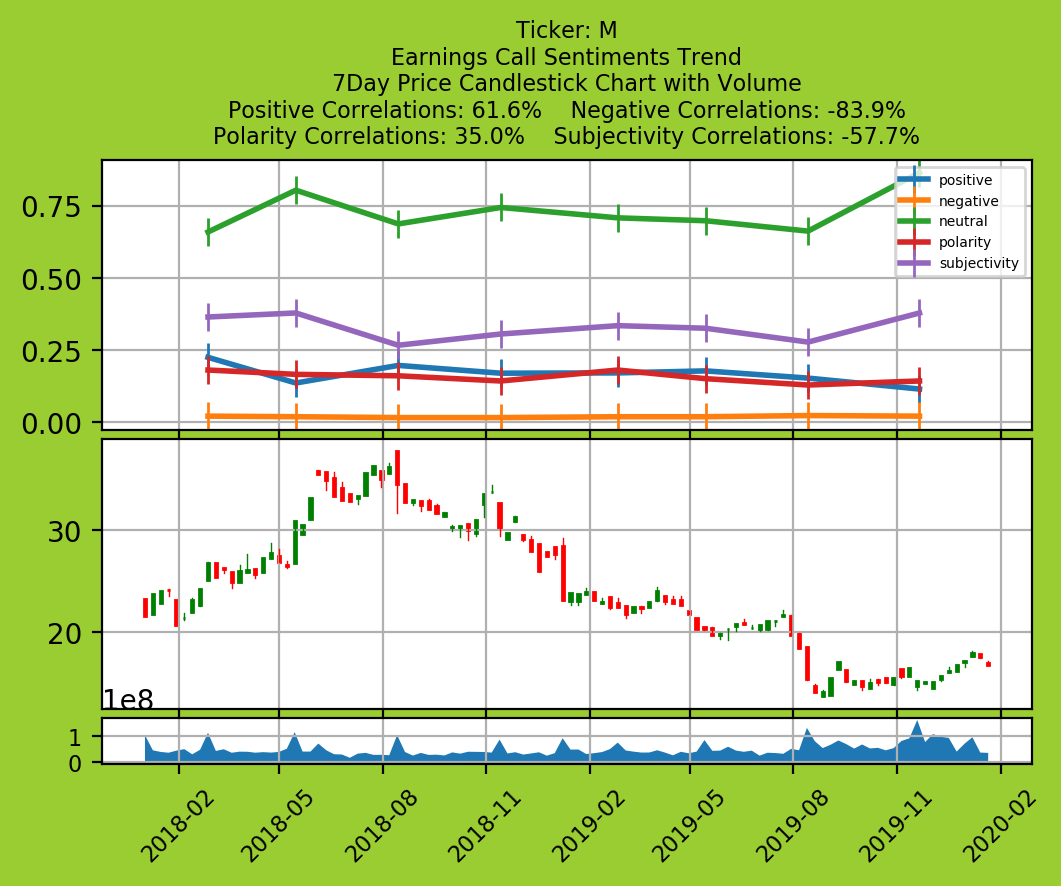 Ticker: M
Earnings Call Sentiments Trend
7Day Price Candlestick Chart with Volume
Positive Correlations: 61.6%    Negative Correlations: -83.9%
Polarity Correlations: 35.0%    Subjectivity Correlations: -57.7%
0.75
0.50
0.25
0.00
positive
negative
neutral
polarity
subjectivity
30
20
1e8
1
0
2018-02
2018-05
2018-08
2018-11
2019-02
2019-05
2019-08
2019-11
2020-02